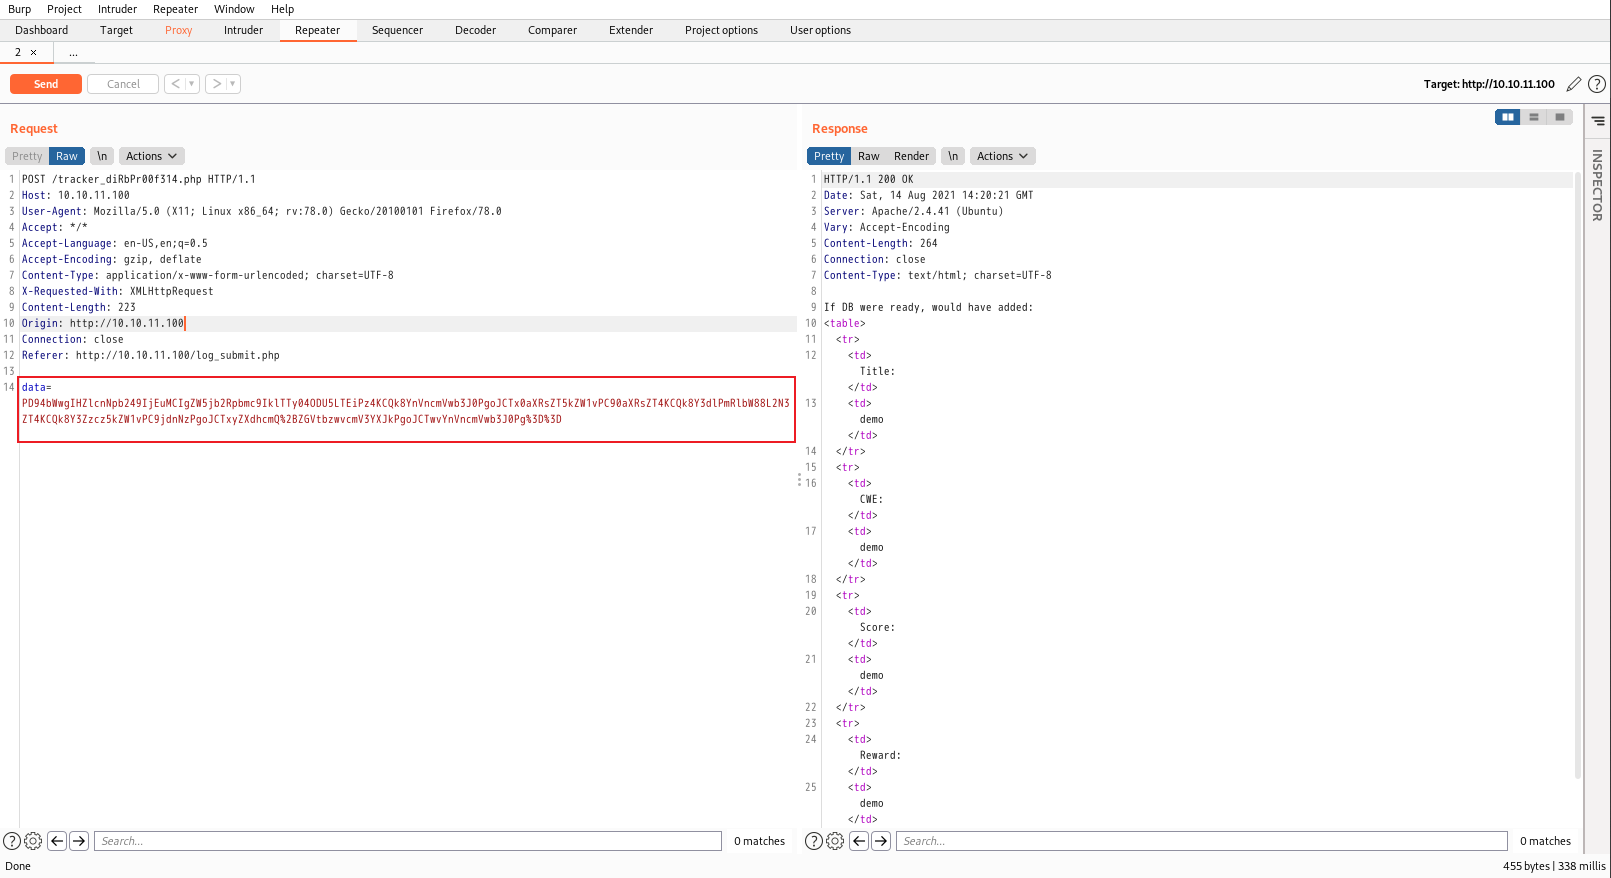 Burp Project Intruder Repeater Window Help
Dashboard Target Proxy Intruder Repeater Sequencer Decoder Comparer Extender Project options User options
2 × ...
Send Cancel < > Target: http://10.10.11.100 ?
Request
Pretty Raw \n Actions
1 POST /tracker_diRbPr00f314.php HTTP/1.1
2 Host: 10.10.11.100
3 User-Agent: Mozilla/5.0 (X11; Linux x86_64; rv:78.0) Gecko/20100101 Firefox/78.0
4 Accept: */*
5 Accept-Language: en-US,en;q=0.5
6 Accept-Encoding: gzip, deflate
7 Content-Type: application/x-www-form-urlencoded; charset=UTF-8
8 X-Requested-With: XMLHttpRequest
9 Content-Length: 223
10 Origin: http://10.10.11.100
11 Connection: close
12 Referer: http://10.10.11.100/log_submit.php
13
14 data=
PD94bWwgIHZlcnNpb249IjEuMCIgZW5jb2Rpbmc9IklTTy04ODU5LTEiPz4KCQk8YnVncmVwb3J0PgoJCTx0aXRsZT5kZW1vPC90aXRsZT4KCQk8Y3dlPmRlbW88L2N3
ZT4KCQk8Y3Zzcz5kZW1vPC9jdnNzPgoJCTxyZXdhcmQ%2BZGVtbzwvcmV3YXJkPgoJCTwvYnVncmVwb3J0Pg%3D%3D
? Search... 0 matches
Response
Pretty Raw Render \n Actions
1 HTTP/1.1 200 OK
2 Date: Sat, 14 Aug 2021 14:20:21 GMT
3 Server: Apache/2.4.41 (Ubuntu)
4 Vary: Accept-Encoding
5 Content-Length: 264
6 Connection: close
7 Content-Type: text/html; charset=UTF-8
8
9 If DB were ready, would have added:
10 <table>
11 <tr>
12 <td>
Title:
</td>
13 <td>
demo
</td>
14 </tr>
15 <tr>
16 <td>
CWE:
</td>
17 <td>
demo
</td>
18 </tr>
19 <tr>
20 <td>
Score:
</td>
21 <td>
demo
</td>
22 </tr>
23 <tr>
24 <td>
Reward:
</td>
25 <td>
demo
</td>
? Search... 0 matches
INSPECTOR
Done 455 bytes | 338 millis